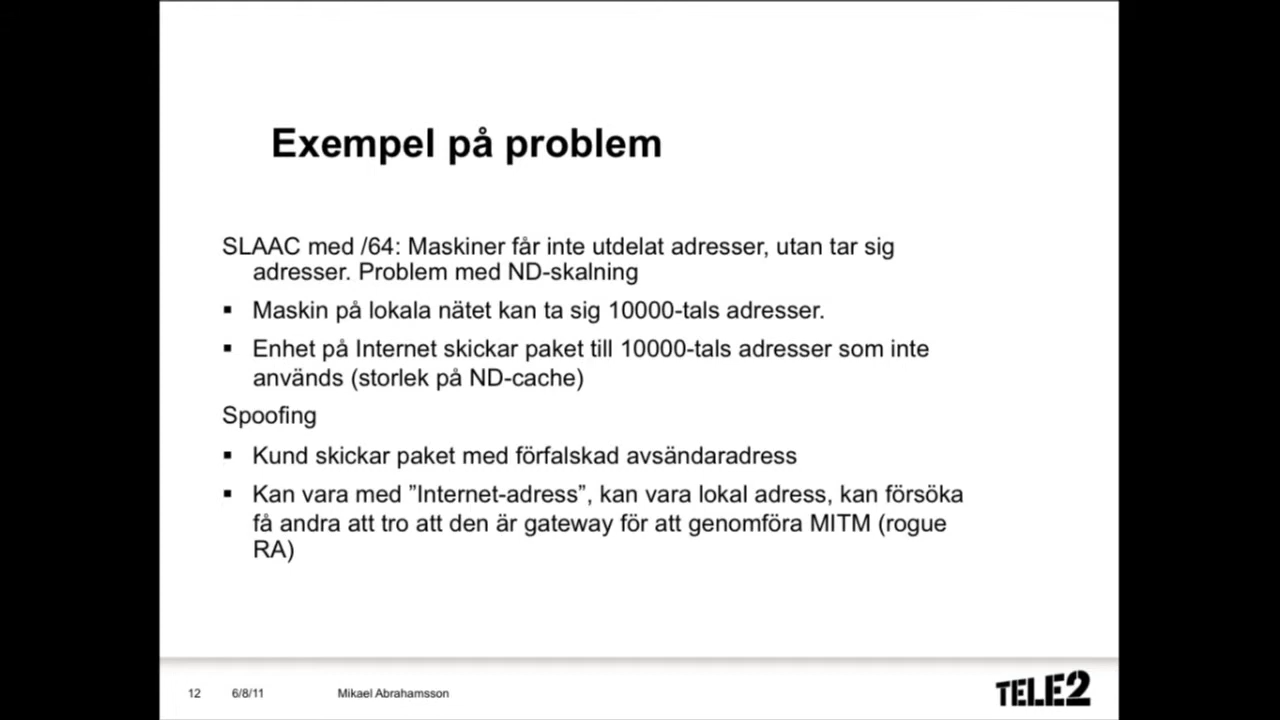 Exempel på problem
SLAAC med /64: Maskiner får inte utdelat adresser, utan tar sig
adresser. Problem med ND-skalning
▪ Maskin på lokala nätet kan ta sig 10000-tals adresser.
▪ Enhet på Internet skickar paket till 10000-tals adresser som inte
används (storlek på ND-cache)
Spoofing
▪ Kund skickar paket med förfalskad avsändaradress
▪ Kan vara med ”Internet-adress”, kan vara lokal adress, kan försöka
få andra att tro att den är gateway för att genomföra MITM (rogue
RA)
12 6/8/11 Mikael Abrahamsson
TELE2